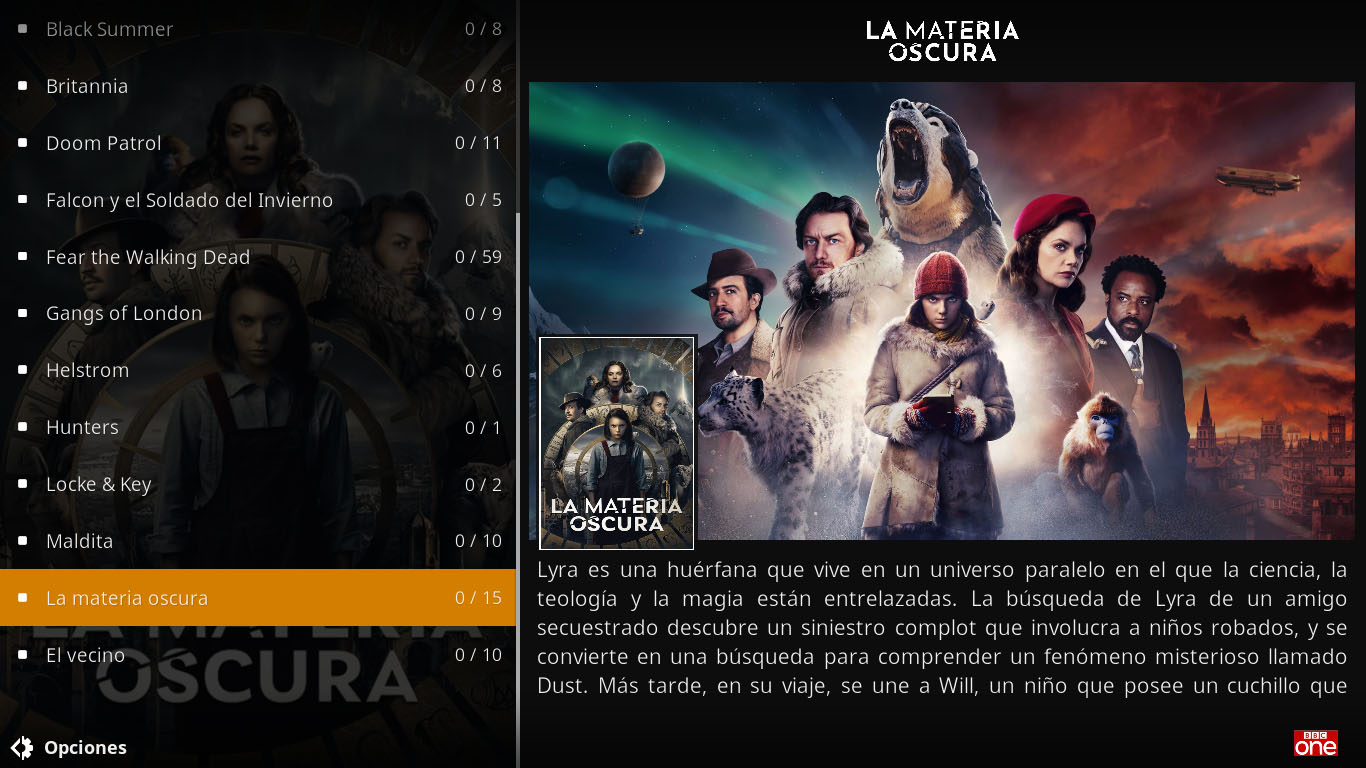 Black Summer 0 / 8
Britannia 0 / 8
Doom Patrol 0 / 11
Falcon y el Soldado del Invierno 0 / 5
Fear the Walking Dead 0 / 59
Gangs of London 0 / 9
Helstrom 0 / 6
Hunters 0 / 1
Locke & Key 0 / 2
Maldita 0 / 10
La materia oscura 0 / 15
El vecino 0 / 10
LA MATERIA
OSCURA
Opciones
LA MATERIA
OSCURA
LA MATERIA
OSCURA
Lyra es una huérfana que vive en un universo paralelo en el que la ciencia, la
teología y la magia están entrelazadas. La búsqueda de Lyra de un amigo
secuestrado descubre un siniestro complot que involucra a niños robados, y se
convierte en una búsqueda para comprender un fenómeno misterioso llamado
Dust. Más tarde, en su viaje, se une a Will, un niño que posee un cuchillo que
BBC
one